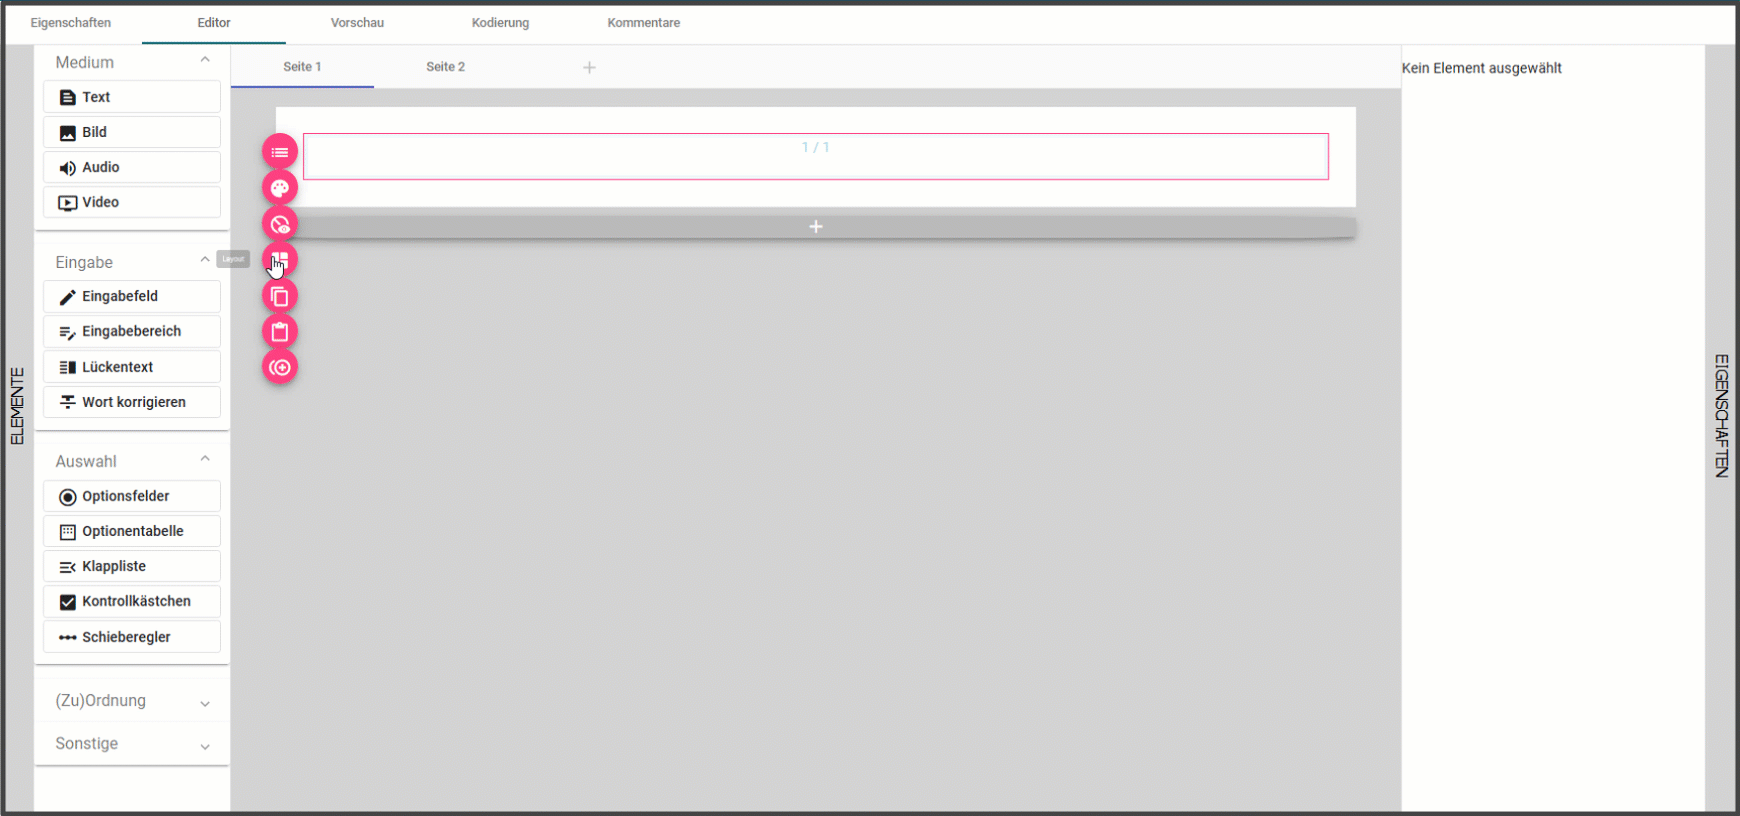 Eigenschaften
Editor
Vorschau
Kodierung
Kommentare
ELEMENTE
Medium
Text
Bild
Audio
Video
Eingabe
Eingabefeld
Eingabebereich
Lückentext
Wort korrigieren
Auswahl
Optionsfelder
Optionentabelle
Klappliste
Kontrollkästchen
Schieberegler
(Zu)Ordnung
Sonstige
Seite 1
Seite 2
1 / 1
Layout
Kein Element ausgewählt
EIGENSCHAFTEN